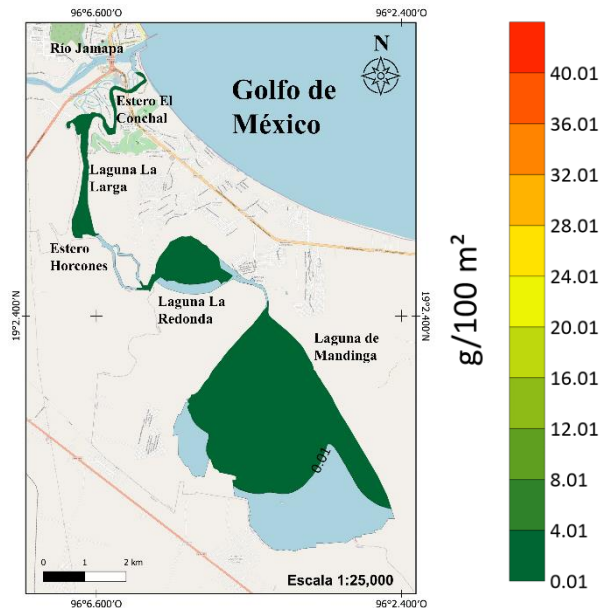 96°6.600'O
96°2.400'O
Río Jamapa
N
Estero El
Conchal
Golfo de
México
Laguna La
Larga
Estero
Horcones
Laguna La
Redonda
19°2.400'N
19°2.400'N
Laguna de
Mandinga
0.01
0 1 2 km
Escala 1:25,000
96°6.600'O
96°2.400'O
g/100 m²
40.01
36.01
32.01
28.01
24.01
20.01
16.01
12.01
8.01
4.01
0.01